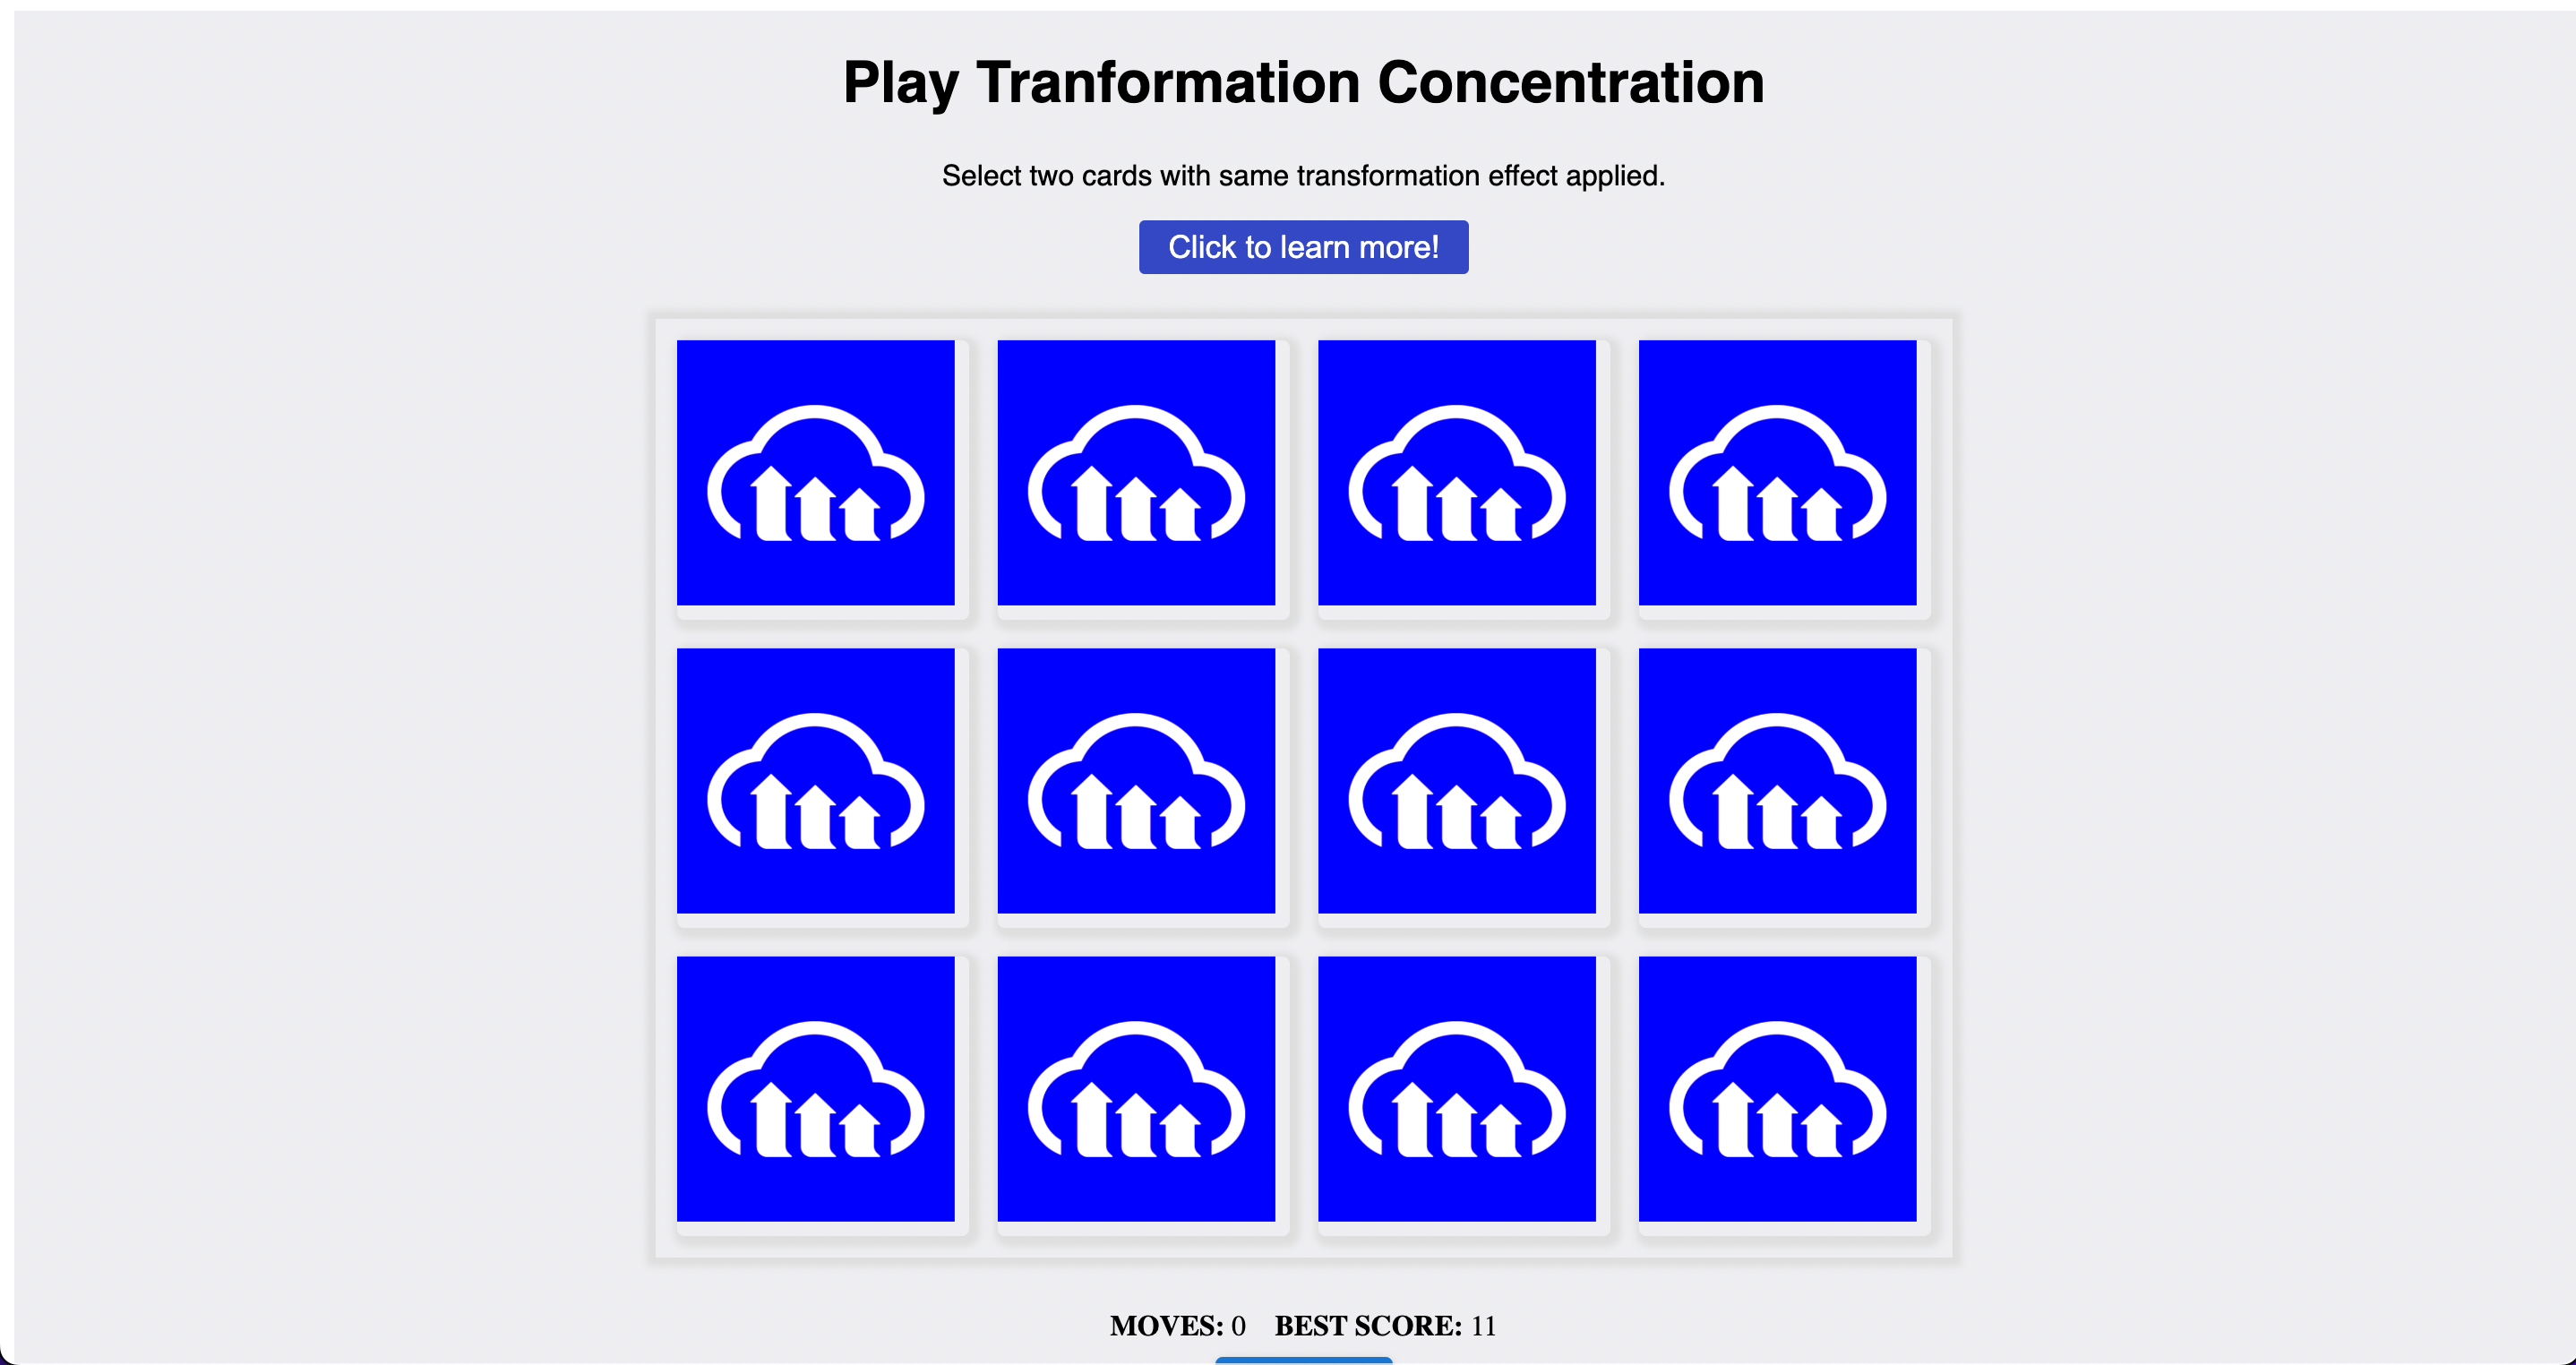 Play Tranformation Concentration
Select two cards with same transformation effect applied.
Click to learn more!
MOVES: 0 BEST SCORE: 11